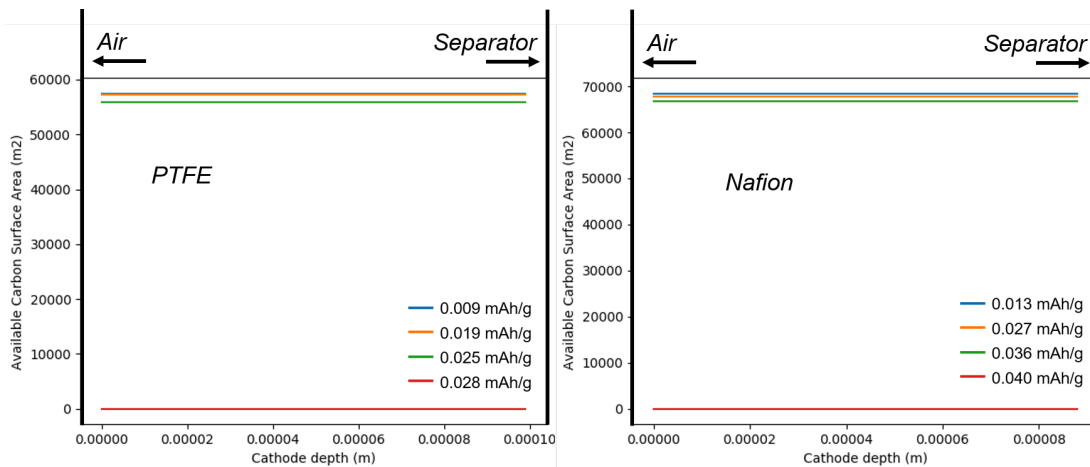 Air
Separator
60000
50000
40000
30000
20000
10000
0
Available Carbon Surface Area (m2)
PTFE
0.009 mAh/g
0.019 mAh/g
0.025 mAh/g
0.028 mAh/g
0.00000 0.00002 0.00004 0.00006 0.00008 0.00010
Cathode depth (m)
Air
Separator
70000
60000
50000
40000
30000
20000
10000
0
Available Carbon Surface Area (m2)
Nafion
0.013 mAh/g
0.027 mAh/g
0.036 mAh/g
0.040 mAh/g
0.00000 0.00002 0.00004 0.00006 0.00008
Cathode depth (m)